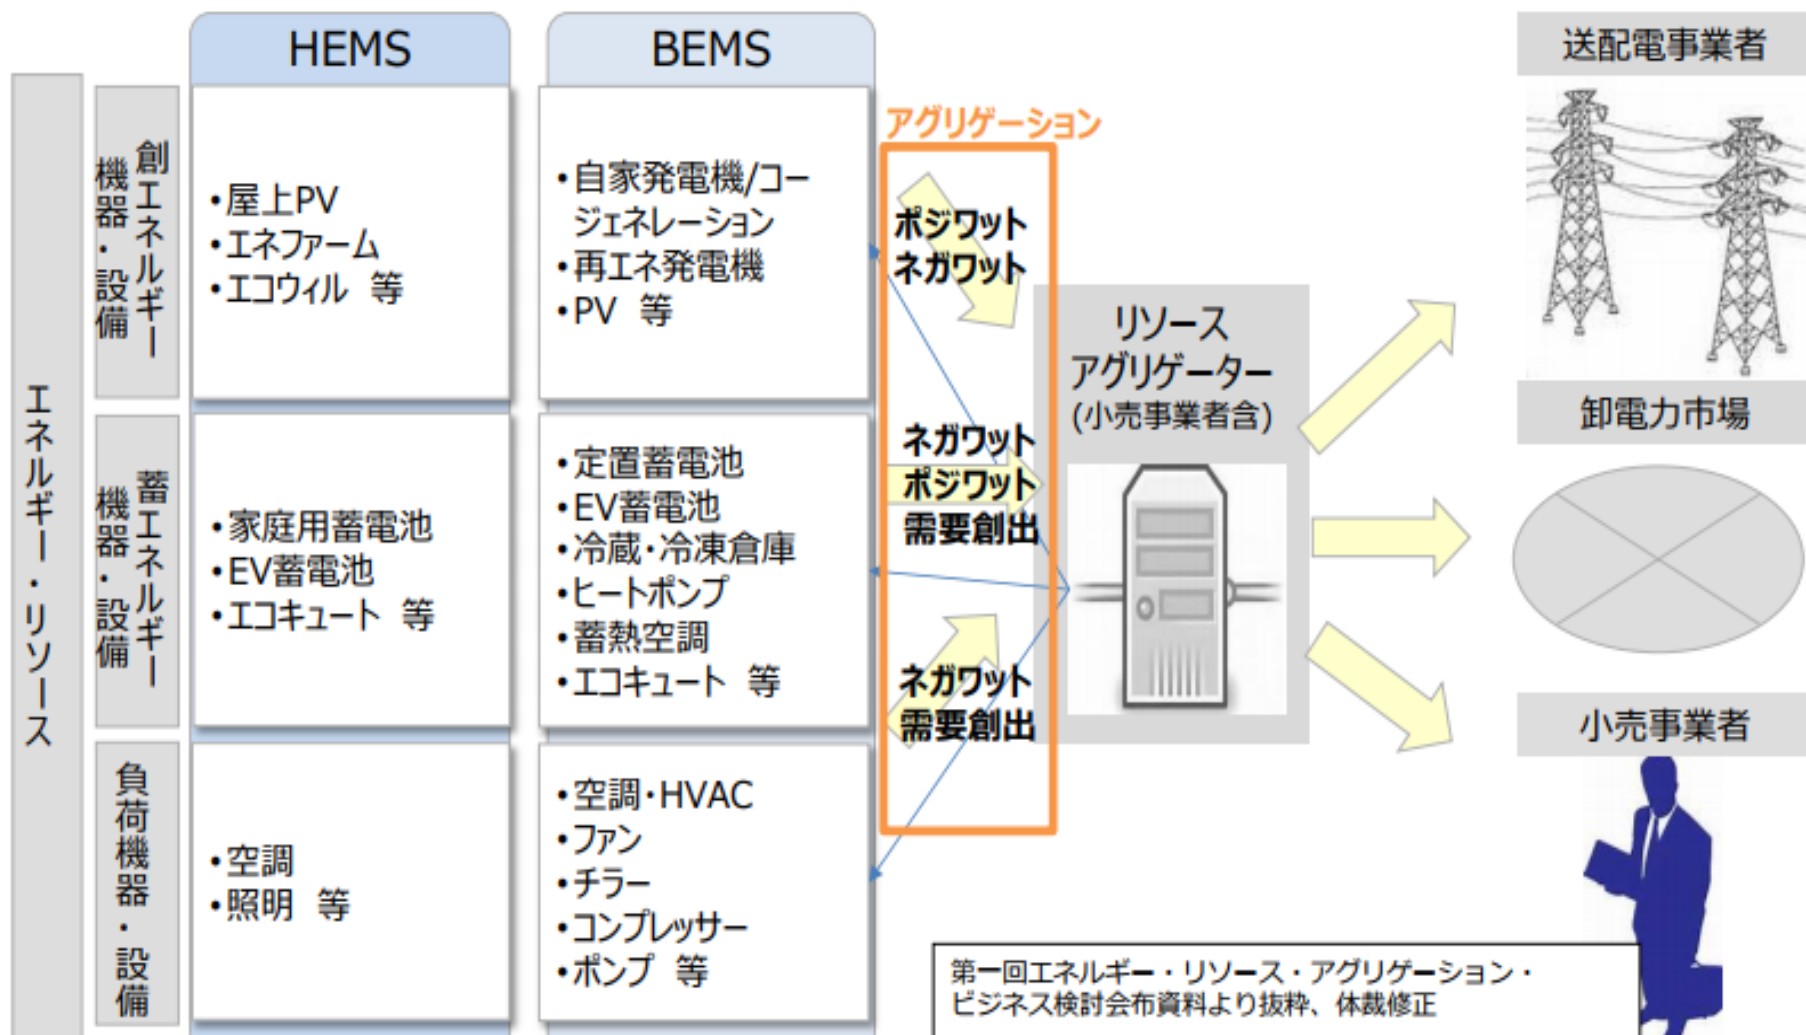 HEMS
BEMS
送配電事業者
エネルギー・リソース
創エネルギー
機器・設備
・屋上PV
・エネファーム
・エコウィル 等
・自家発電機/コー
ジェネレーション
・再エネ発電機
・PV 等
アグリゲーション
ポジワット
ネガワット
リソース
アグリゲーター
(小売事業者含)
卸電力市場
蓄エネルギー
機器・設備
・家庭用蓄電池
・EV蓄電池
・エコキュート 等
・定置蓄電池
・EV蓄電池
・冷蔵・冷凍倉庫
・ヒートポンプ
・蓄熱空調
・エコキュート 等
ネガワット
ポジワット
需要創出
ネガワット
需要創出
小売事業者
負荷機器・設備
・空調
・照明 等
・空調・HVAC
・ファン
・チラー
・コンプレッサー
・ポンプ 等
第一回エネルギー・リソース・アグリゲーション・
ビジネス検討会布資料より抜粋、体裁修正